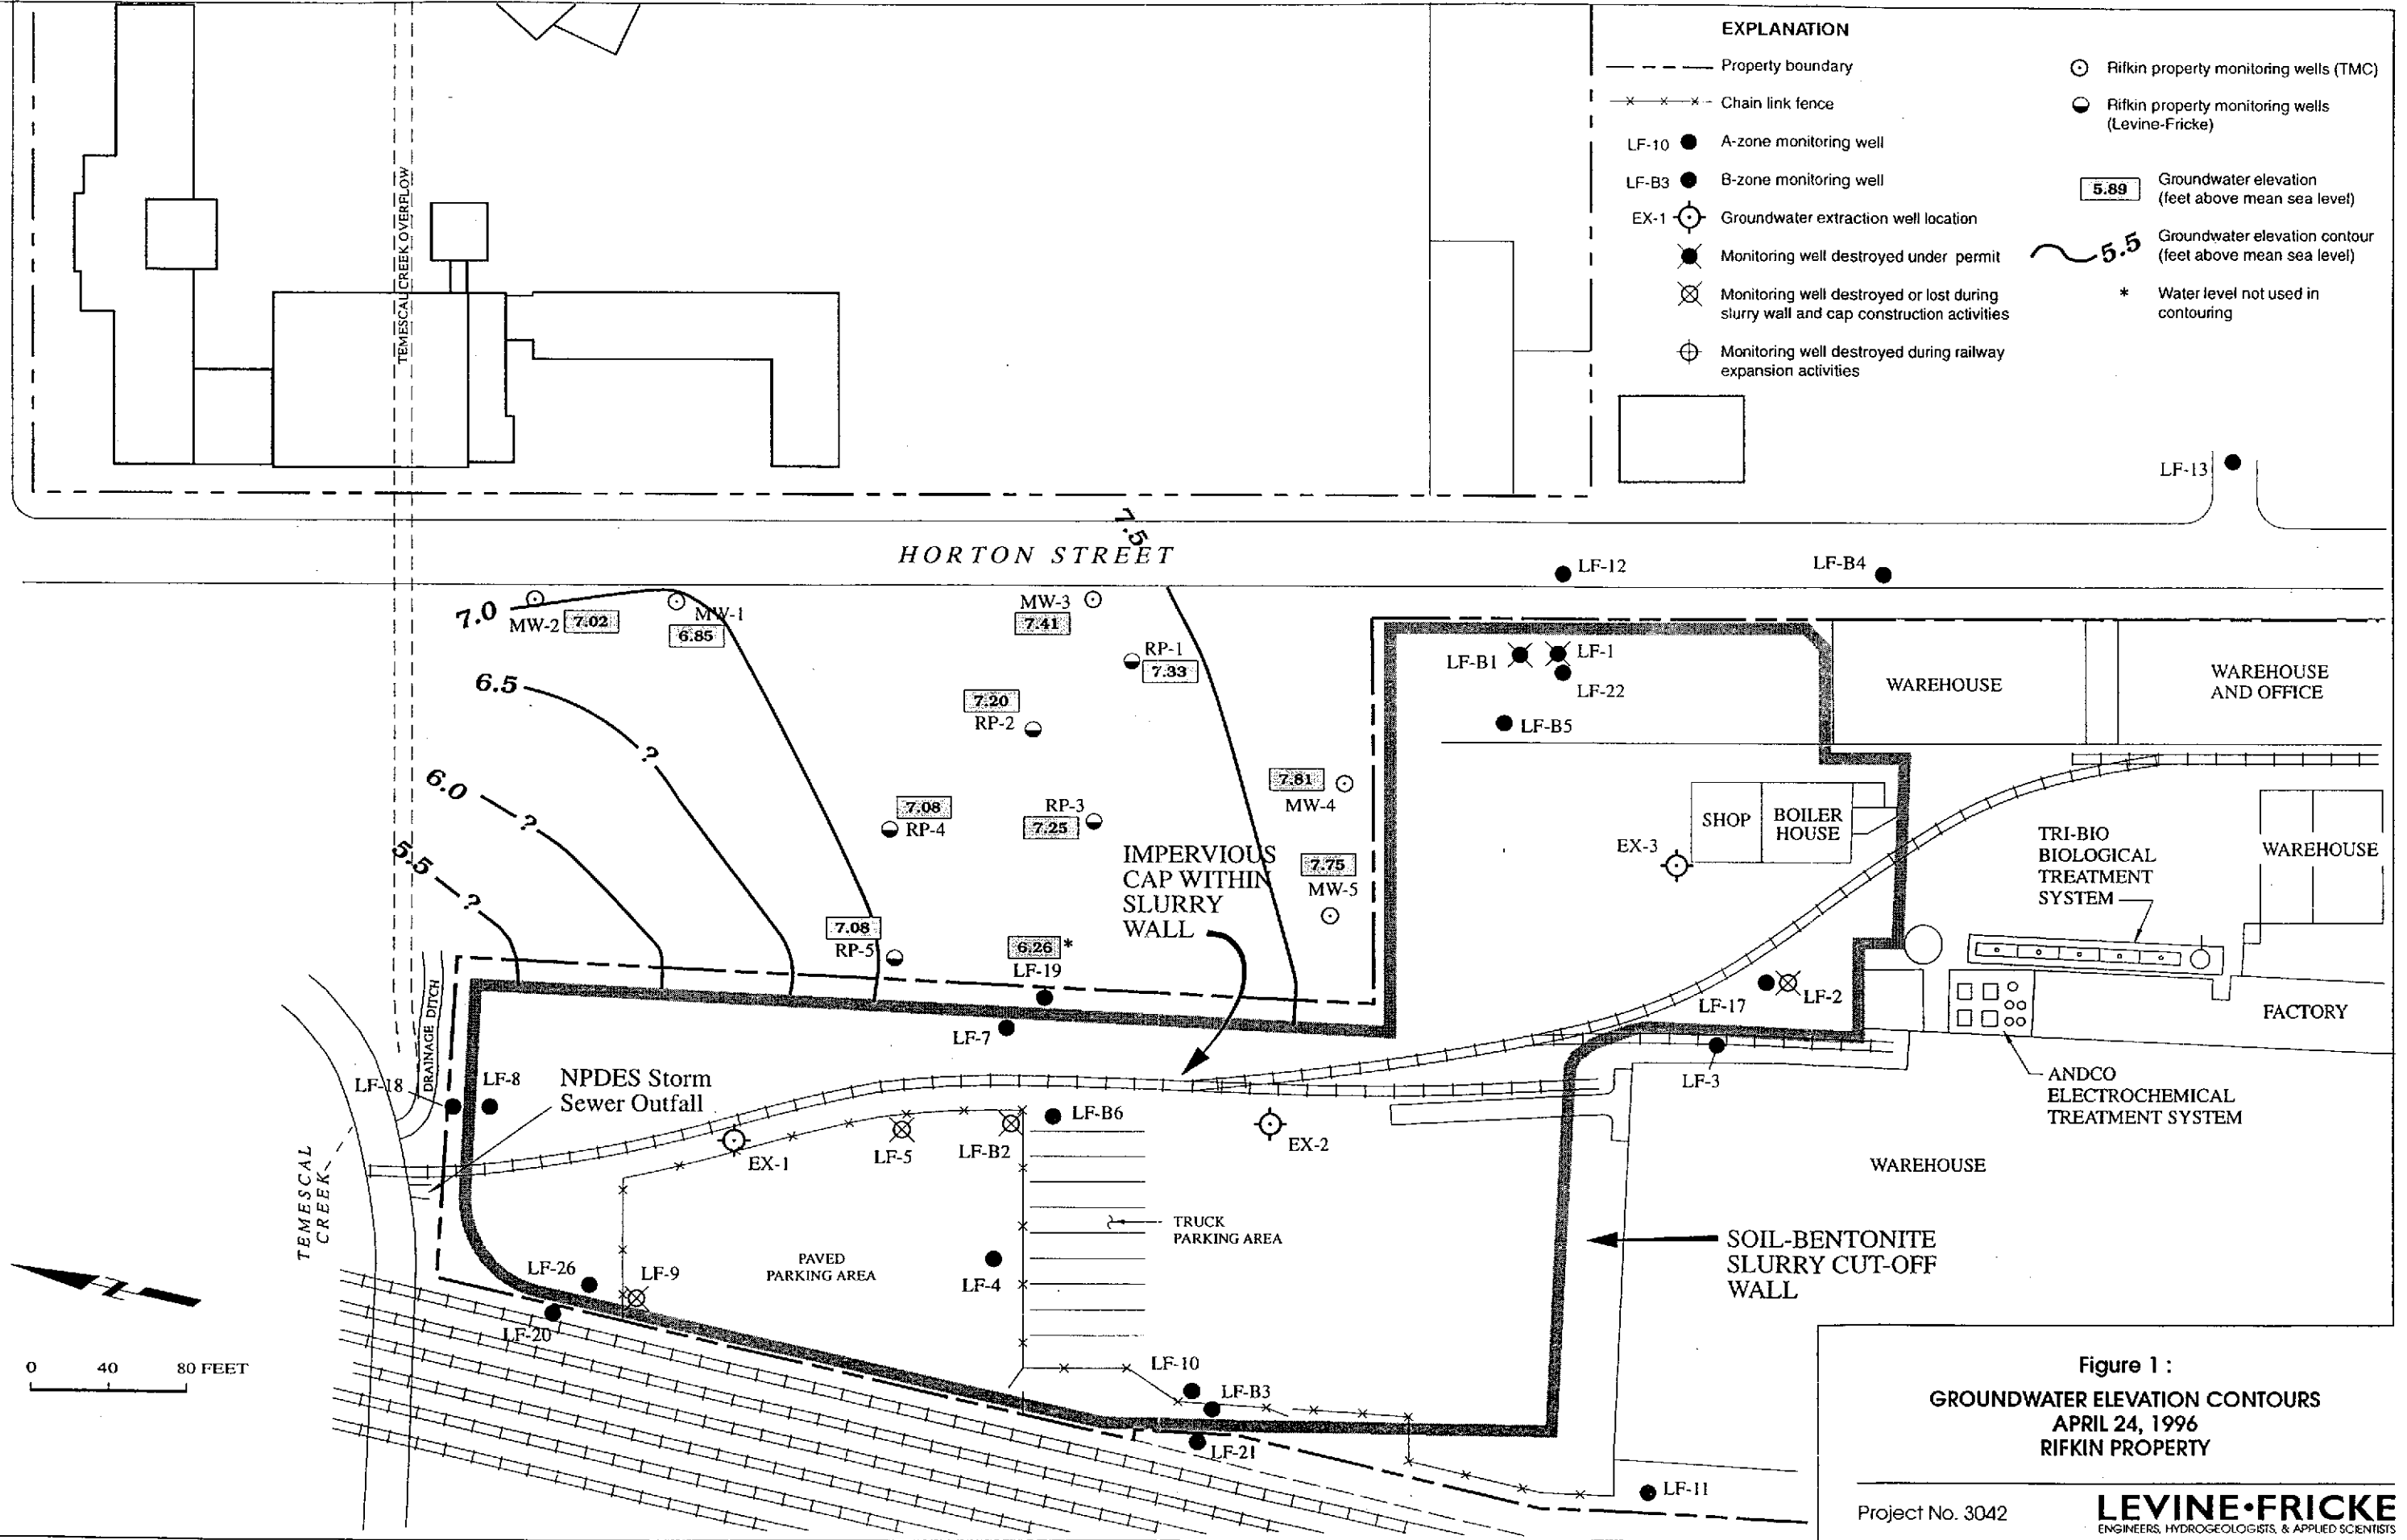 EXPLANATION
Property boundary
Chain link fence
LF-10 A-zone monitoring well
LF-B3 B-zone monitoring well
EX-1 Groundwater extraction well location
Monitoring well destroyed under permit
Monitoring well destroyed or lost during
slurry wall and cap construction activities
Monitoring well destroyed during railway
expansion activities
Rifkin property monitoring wells (TMC)
Rifkin property monitoring wells
(Levine-Fricke)
5.89 Groundwater elevation
(feet above mean sea level)
5.5 Groundwater elevation contour
(feet above mean sea level)
* Water level not used in
contouring
TEMESCAL CREEK OVERFLOW
LF-13
7.5
HORTON STREET
LF-12
LF-B4
7.0
MW-2 7.02
MW-1
6.85
MW-3
7.41
RP-1
7.33
6.5
7.20
RP-2
?
6.0
?
5.5
?
7.08
RP-4
RP-3
7.25
7.81
MW-4
7.75
MW-5
7.08
RP-5
6.26 *
LF-19
IMPERVIOUS
CAP WITHIN
SLURRY
WALL
LF-B1
LF-1
LF-22
LF-B5
WAREHOUSE
WAREHOUSE
AND OFFICE
SHOP
BOILER
HOUSE
EX-3
TRI-BIO
BIOLOGICAL
TREATMENT
SYSTEM
WAREHOUSE
LF-17
LF-2
FACTORY
LF-7
LF-3
ANDCO
ELECTROCHEMICAL
TREATMENT SYSTEM
DRAINAGE DITCH
LF-18
LF-8
NPDES Storm
Sewer Outfall
EX-1
LF-5
LF-B2
LF-B6
EX-2
WAREHOUSE
TEMESCAL
CREEK
TRUCK
PARKING AREA
PAVED
PARKING AREA
SOIL-BENTONITE
SLURRY CUT-OFF
WALL
LF-26
LF-9
LF-4
LF-20
Z
0 40 80 FEET
LF-10
LF-B3
LF-21
LF-11
Figure 1 :
GROUNDWATER ELEVATION CONTOURS
APRIL 24, 1996
RIFKIN PROPERTY
Project No. 3042
LEVINE•FRICKE
ENGINEERS, HYDROGEOLOGISTS, & APPLIED SCIENTISTS